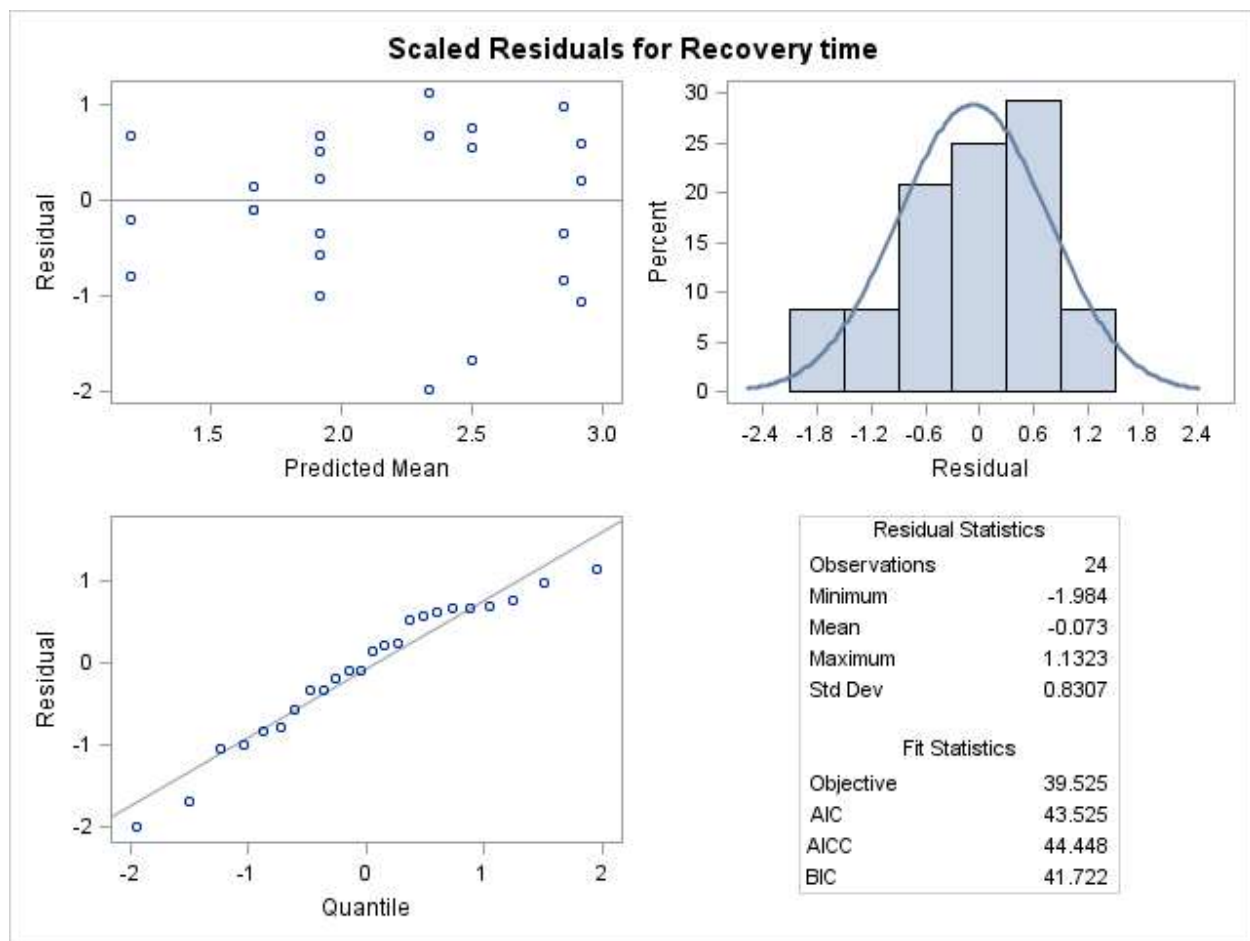 Scaled Residuals for Recovery time
1
0
-1
-2
Residual
1.5 2.0 2.5 3.0
Predicted Mean
30
25
20
15
10
5
0
Percent
-2.4 -1.8 -1.2 -0.6 0 0.6 1.2 1.8 2.4
Residual
1
0
-1
-2
Residual
-2 -1 0 1 2
Quantile
Residual Statistics
Observations 24
Minimum -1.984
Mean -0.073
Maximum 1.1323
Std Dev 0.8307
Fit Statistics
Objective 39.525
AIC 43.525
AICC 44.448
BIC 41.722